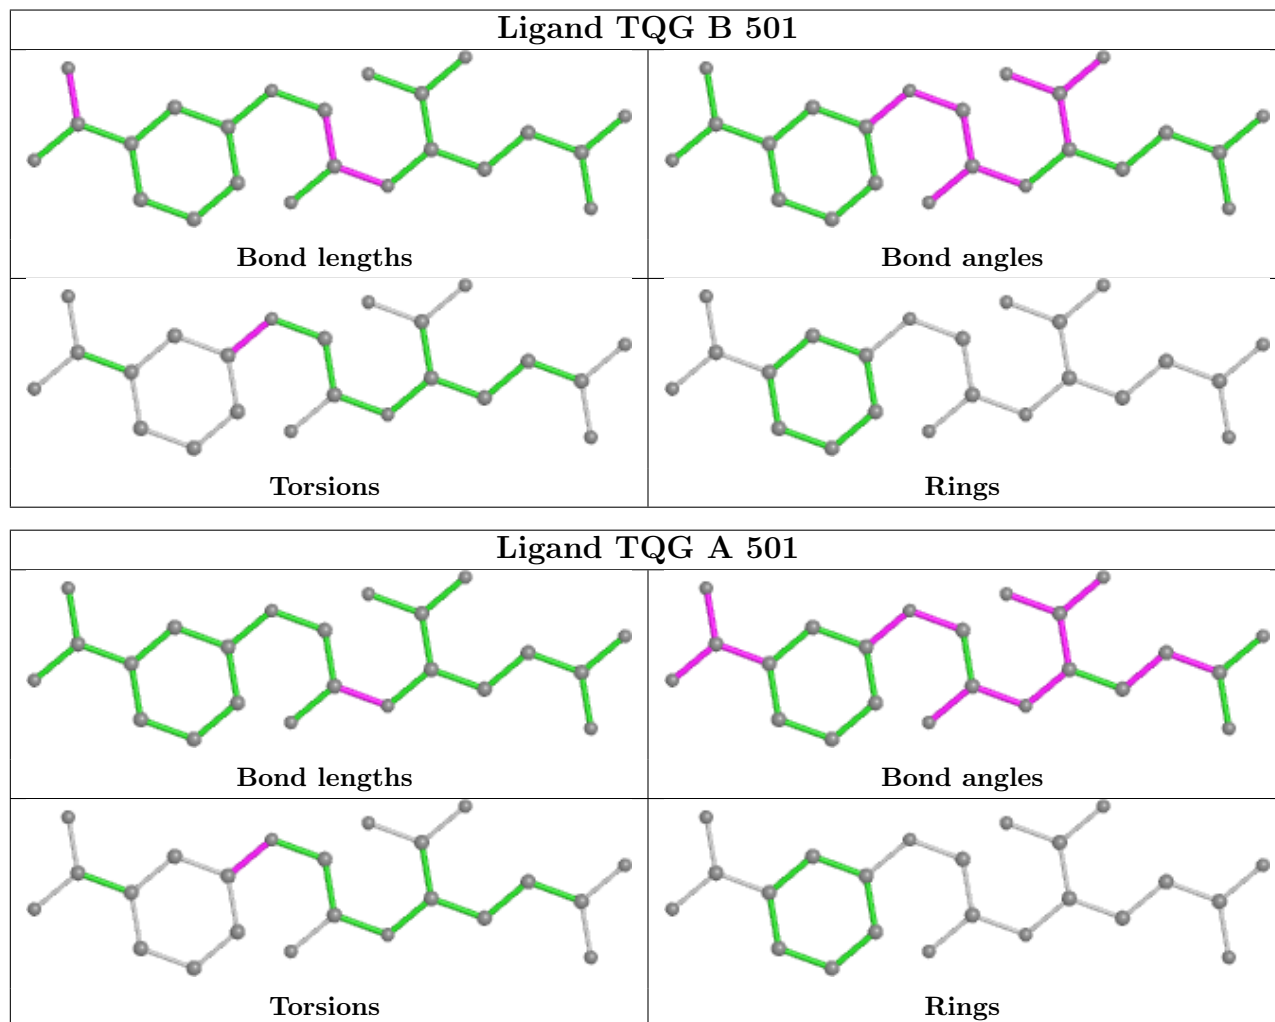 Ligand TQG B 501
Bond lengths
Bond angles
Torsions
Rings
Ligand TQG A 501
Bond lengths
Bond angles
Torsions
Rings